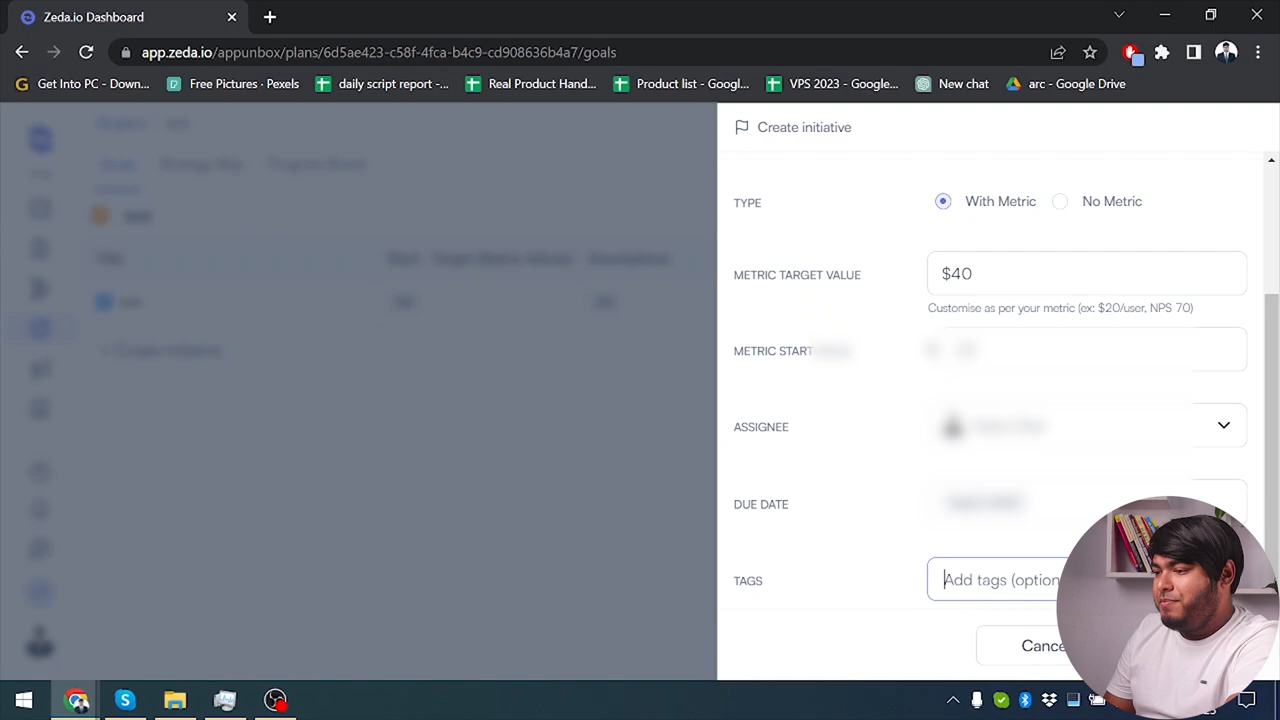 Zeda.io Dashboard
app.zeda.io/appunbox/plans/6d5ae423-c58f-4fca-b4c9-cd908636b4a7/goals
Get Into PC - Down...
Free Pictures · Pexels
daily script report -...
Real Product Hand...
Product list - Googl...
VPS 2023 - Google...
New chat
arc - Google Drive
Create initiative
TYPE
With Metric
No Metric
METRIC TARGET VALUE
$40
Customise as per your metric (ex: $20/user, NPS 70)
METRIC START
ASSIGNEE
DUE DATE
TAGS
Add tags (option
Cance